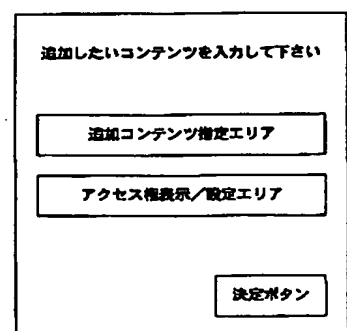 追加したいコンテンツを入力して下さい
追加コンテンツ指定エリア
アクセス権表示／設定エリア
決定ボタン